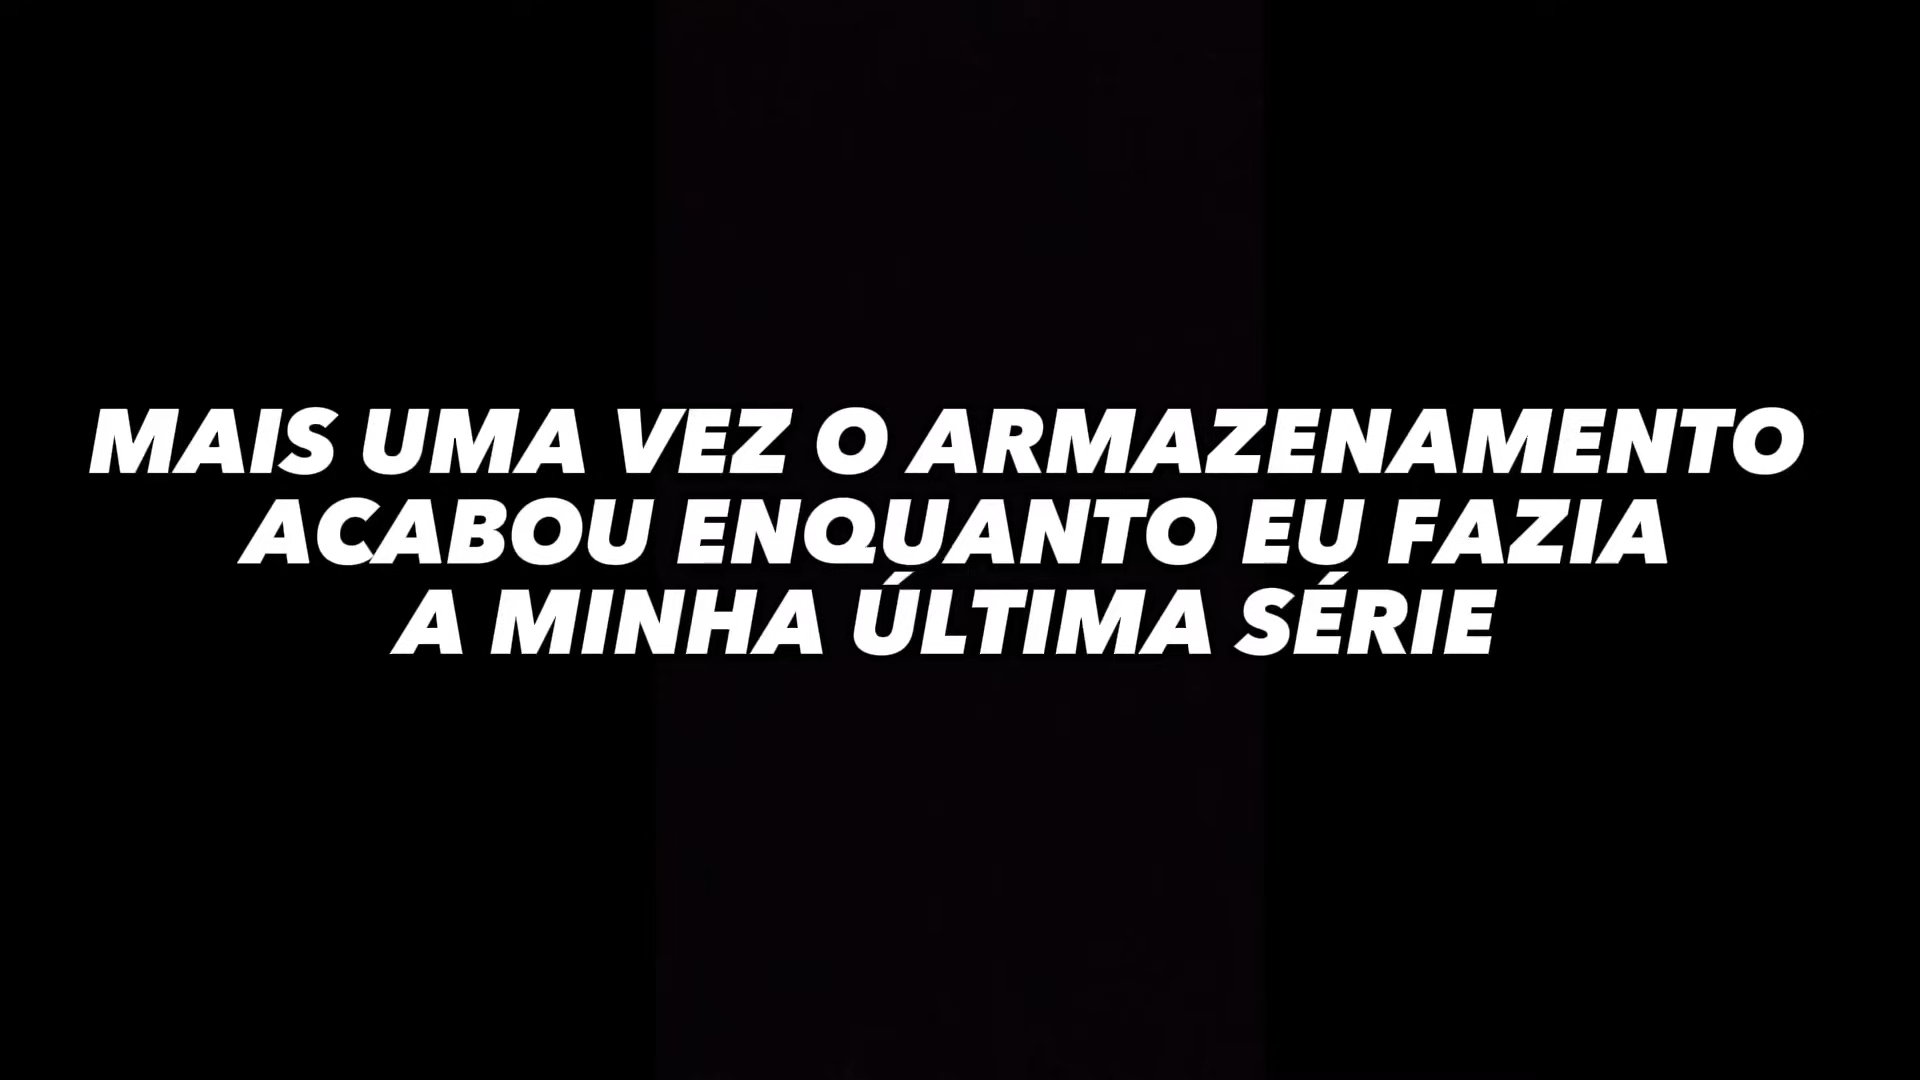 MAIS UMA VEZ O ARMAZENAMENTO
ACABOU ENQUANTO EU FAZIA
A MINHA ÚLTIMA SÉRIE